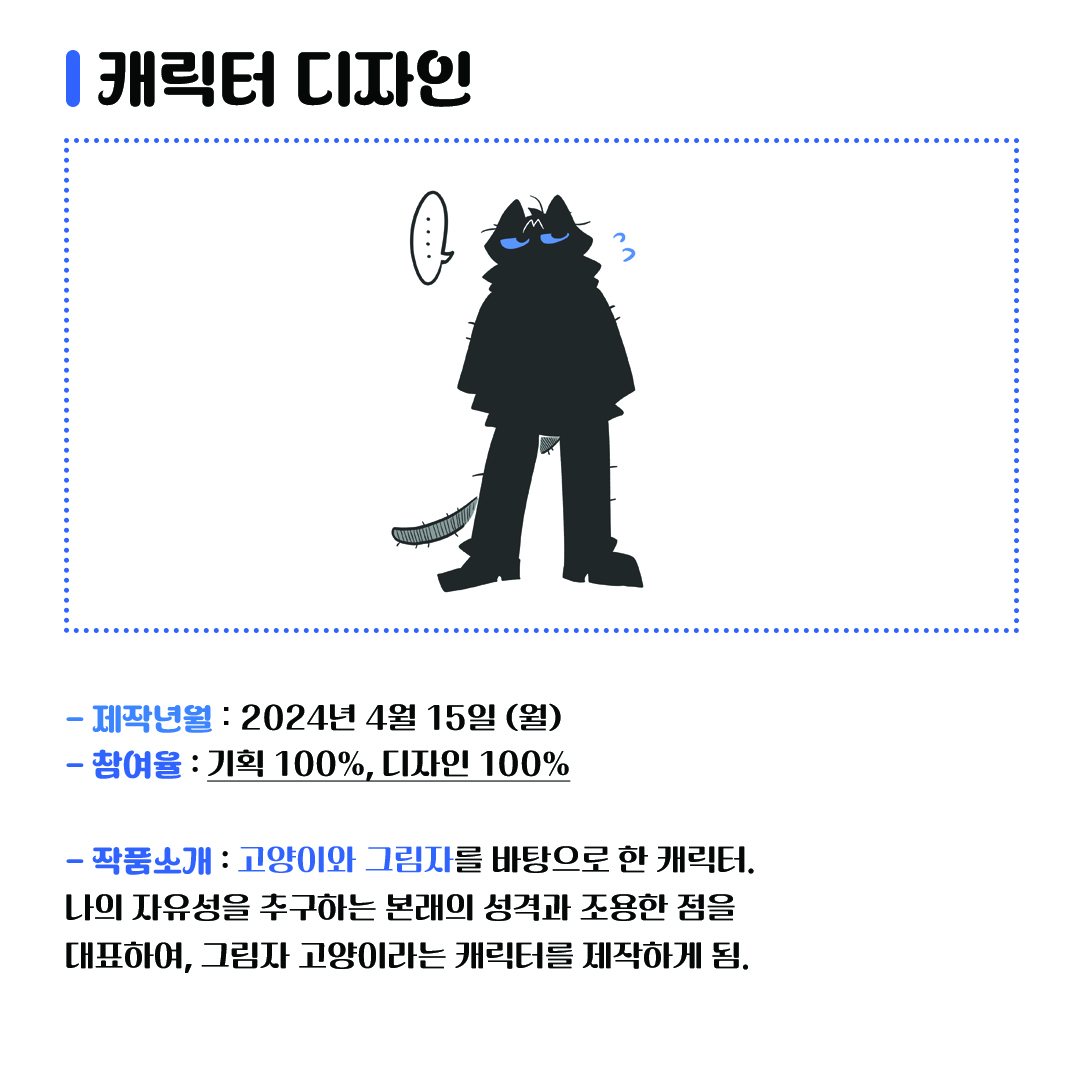 캐릭터 디자인
- 제작년월 : 2024년 4월 15일 (월)
- 참여율 : 기획 100%, 디자인 100%
- 작품소개 : 고양이와 그림자를 바탕으로 한 캐릭터.
나의 자유성을 추구하는 본래의 성격과 조용한 점을
대표하여, 그림자 고양이라는 캐릭터를 제작하게 됨.